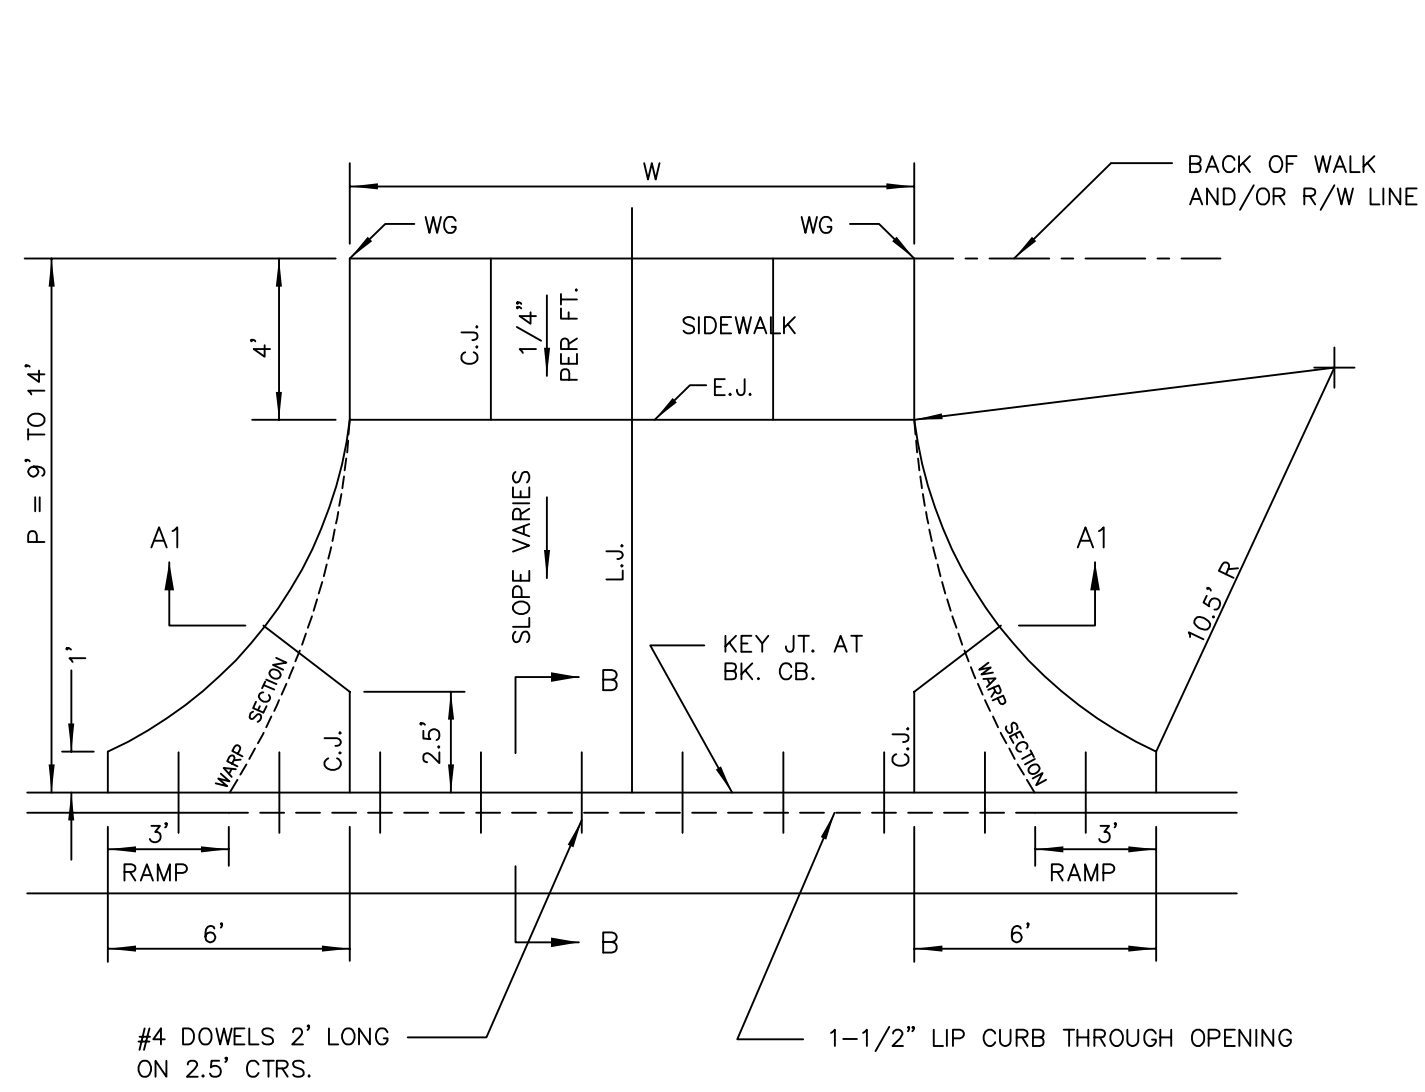 W
BACK OF WALK
AND/OR R/W LINE
WG
WG
4'
C.J.
1/4"
PER FT.
SIDEWALK
E.J.
P = 9' TO 14'
A1
SLOPE VARIES
L.J.
A1
10.5' R
1'
WARP SECTION
C.J.
2.5'
B
KEY JT. AT
BK. CB.
C.J.
WARP SECTION
3'
RAMP
3'
RAMP
6'
B
6'
#4 DOWELS 2' LONG
ON 2.5' CTRS.
1-1/2" LIP CURB THROUGH OPENING